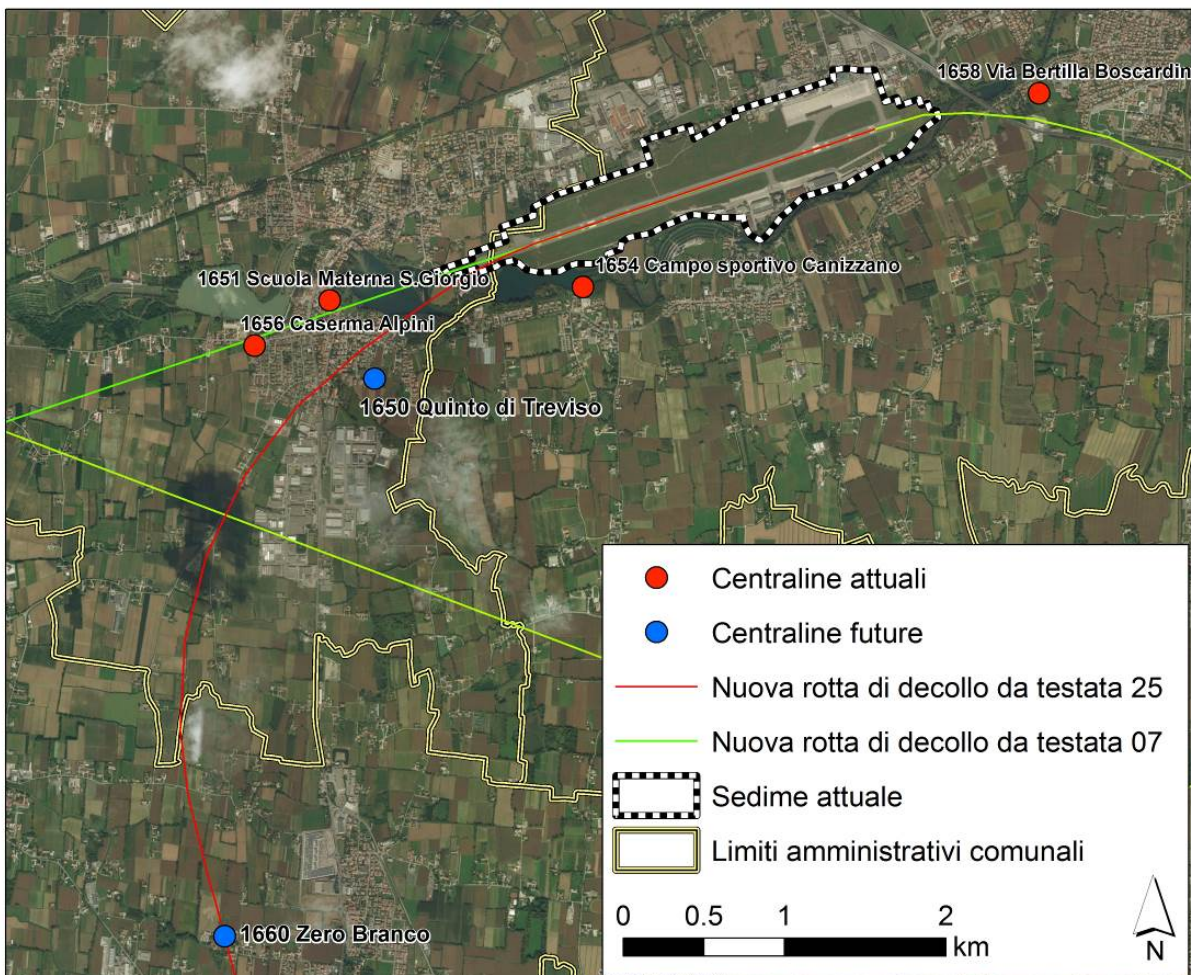 1658 Via Bertilla Boscardin
1654 Campo sportivo Canizzano
1651 Scuola Materna S.Giorgio
1656 Caserma Alpini
1650 Quinto di Treviso
Centraline attuali
Centraline future
Nuova rotta di decollo da testata 25
Nuova rotta di decollo da testata 07
Sedime attuale
Limiti amministrativi comunali
0 0.5 1 2
km
N
1660 Zero Branco